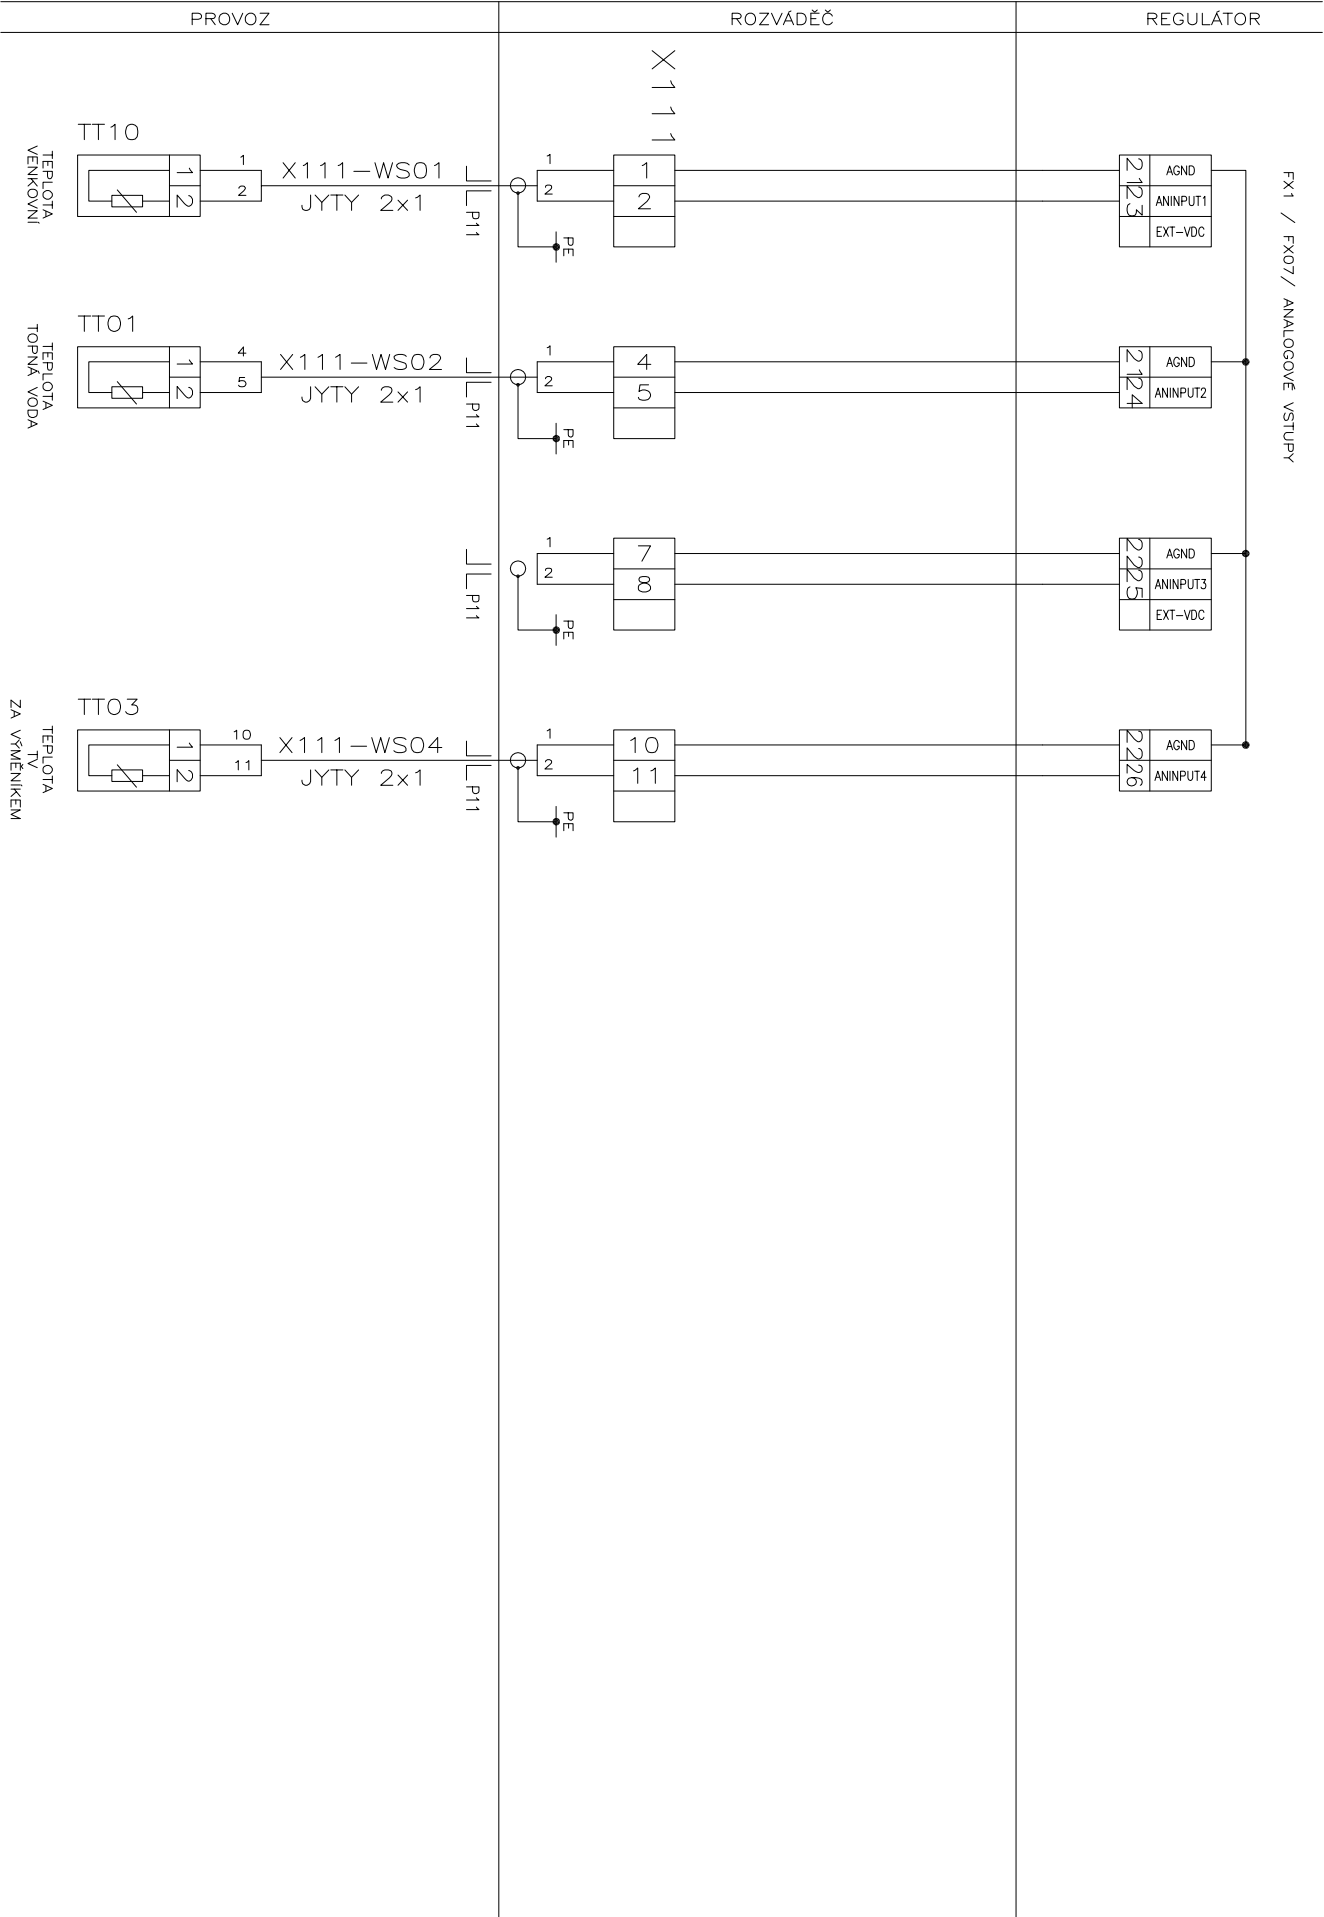 PROVOZ
ROZVÁDĚČ
REGULÁTOR
X111
FX1 / FX07/ ANALOGOVÉ VSTUPY
TT10
TEPLOTA
VENKOVNÍ
1
2
1
2
X111-WS01
JYTY 2x1
P11
1
2
PE
1
2
21
23
AGND
ANINPUT1
EXT-VDC
TT01
TEPLOTA
TOPNÁ VODA
1
2
4
5
X111-WS02
JYTY 2x1
P11
1
2
PE
4
5
21
24
AGND
ANINPUT2
P11
1
2
PE
7
8
22
25
AGND
ANINPUT3
EXT-VDC
TT03
TEPLOTA
TV
ZA VÝMĚNÍKEM
1
2
10
11
X111-WS04
JYTY 2x1
P11
1
2
PE
10
11
22
26
AGND
ANINPUT4